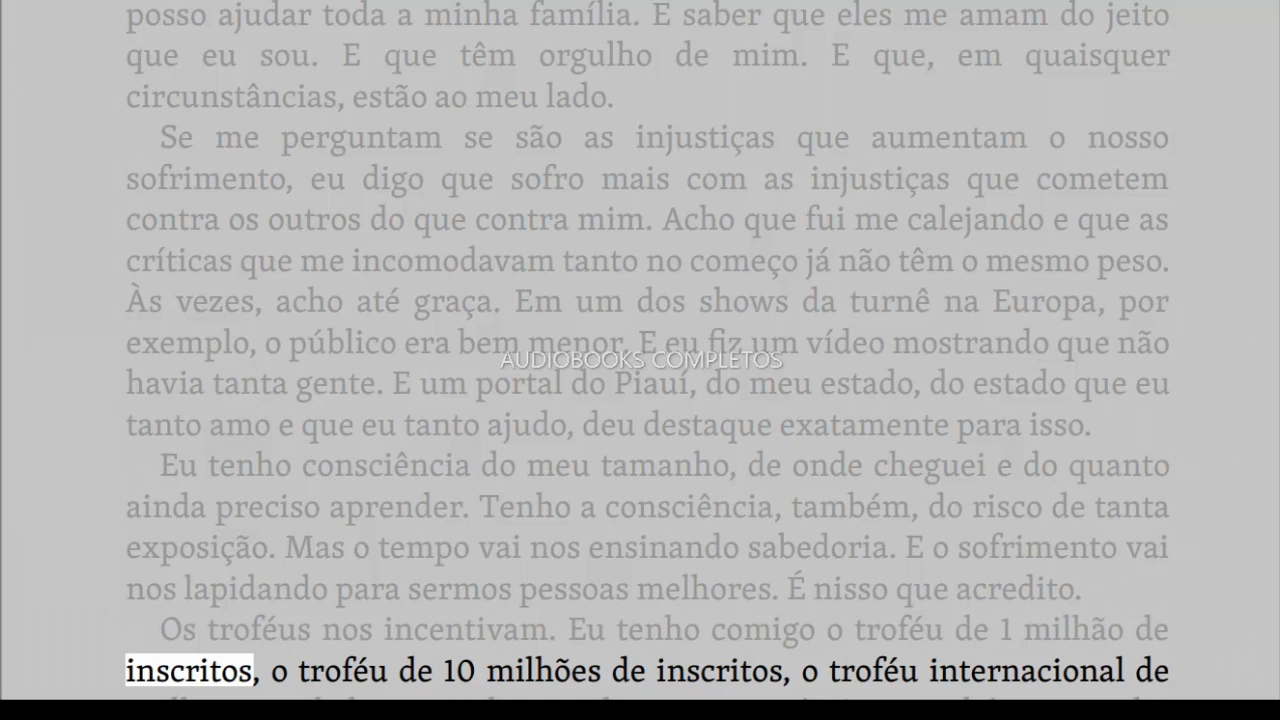 posso ajudar toda a minha família. E saber que eles me amam do jeito
que eu sou. E que têm orgulho de mim. E que, em quaisquer
circunstâncias, estão ao meu lado.
Se me perguntam se são as injustiças que aumentam o nosso
sofrimento, eu digo que sofro mais com as injustiças que cometem
contra os outros do que contra mim. Acho que fui me calejando e que as
críticas que me incomodavam tanto no começo já não têm o mesmo peso.
Às vezes, acho até graça. Em um dos shows da turnê na Europa, por
exemplo, o público era bem menor. E eu fiz um vídeo mostrando que não
AUDIOBOOKS COMPLETOS
havia tanta gente. E um portal do Piauí, do meu estado, do estado que eu
tanto amo e que eu tanto ajudo, deu destaque exatamente para isso.
Eu tenho consciência do meu tamanho, de onde cheguei e do quanto
ainda preciso aprender. Tenho a consciência, também, do risco de tanta
exposição. Mas o tempo vai nos ensinando sabedoria. E o sofrimento vai
nos lapidando para sermos pessoas melhores. É nisso que acredito.
Os troféus nos incentivam. Eu tenho comigo o troféu de 1 milhão de
inscritos, o troféu de 10 milhões de inscritos, o troféu internacional de